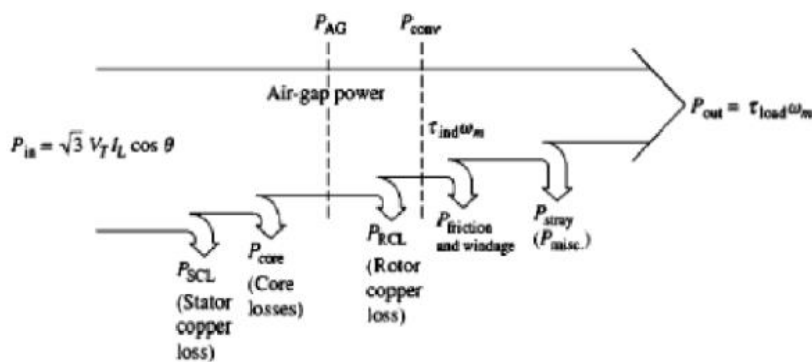 P_AG
P_conv
Air-gap power
P_in = √3 V_T I_L cos θ
τ_ind ω_m
P_out = τ_load ω_m
P_SCL
(Stator
copper
loss)
P_core
(Core
losses)
P_RCL
(Rotor
copper
loss)
P_friction
and windage
P_stray
(P_misc.)